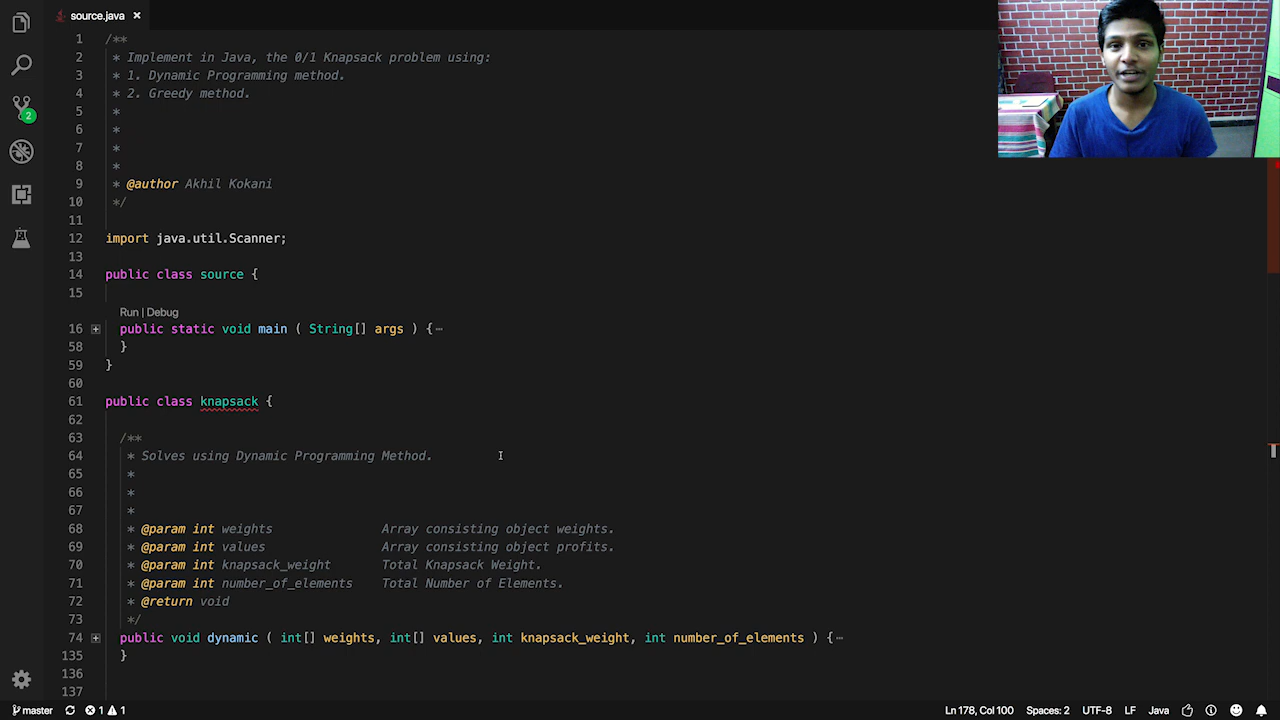 source.java
1 /**
2 * Implement in Java, the 0/1 Knapsack problem using:
3 * 1. Dynamic Programming method.
4 * 2. Greedy method.
5 *
6 *
7 *
8 *
9 * @author Akhil Kokani
10 */
11
12 import java.util.Scanner;
13
14 public class source {
15
Run | Debug
16 public static void main ( String[] args ) {⋯
58 }
59 }
60
61 public class knapsack {
62
63 /**
64 * Solves using Dynamic Programming Method.
65 *
66 *
67 *
68 * @param int weights Array consisting object weights.
69 * @param int values Array consisting object profits.
70 * @param int knapsack_weight Total Knapsack Weight.
71 * @param int number_of_elements Total Number of Elements.
72 * @return void
73 */
74 public void dynamic ( int[] weights, int[] values, int knapsack_weight, int number_of_elements ) {⋯
135 }
136
137
2
master 1 1 Ln 178, Col 100 Spaces: 2 UTF-8 LF Java